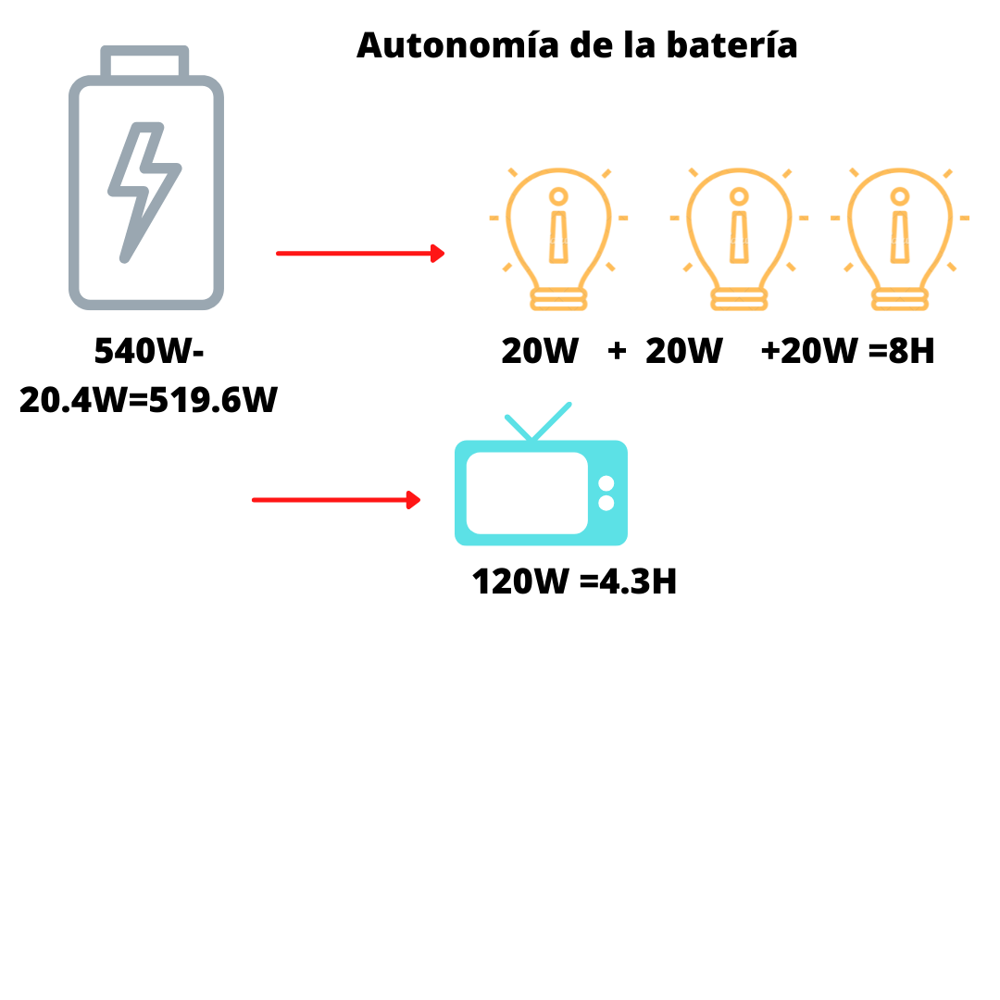 Autonomía de la batería
540W-
20.4W=519.6W
20W + 20W +20W =8H
120W =4.3H